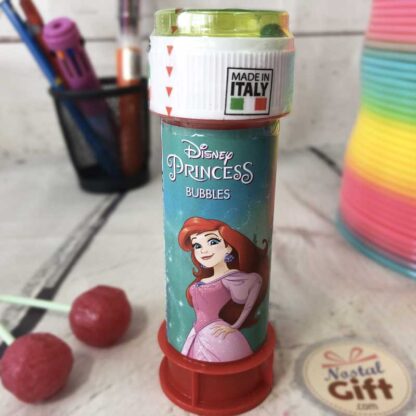 MADE IN
ITALY
Disney
PRINCESS
BUBBLES
Nostal
Gift